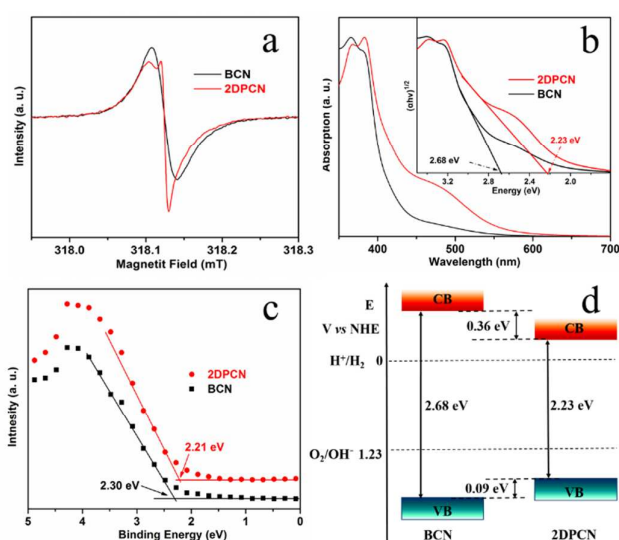 a
BCN
2DPCN
Intensity (a. u.)
318.0 318.1 318.2 318.3
Magnetit Field (mT)
b
2DPCN
BCN
(αhv)1/2
2.68 eV
2.23 eV
3.2 2.8 2.4 2.0
Energy (eV)
Absorption (a. u.)
400 500 600 700
Wavelength (nm)
c
2DPCN
BCN
2.21 eV
2.30 eV
Intnesity (a. u.)
5 4 3 2 1 0
Binding Energy (eV)
d
E
V vs NHE
H+/H2 0
O2/OH− 1.23
CB
0.36 eV
CB
2.68 eV
2.23 eV
0.09 eV
VB
VB
BCN
2DPCN